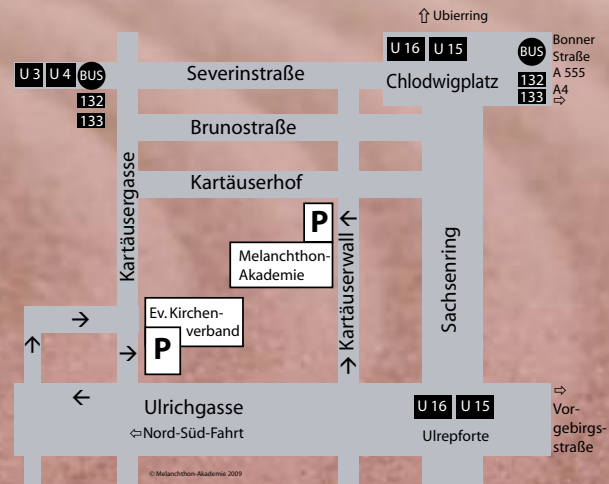 ⇧ Ubierring
U 16 U 15
BUS
Bonner
Straße
A 555
A4
⇨
132
133
Chlodwigplatz
U 3 U 4 BUS
132
133
Severinstraße
Brunostraße
Kartäuserhof
Kartäusergasse
P ←
Melanchthon-
Akademie
Kartäuserwall
↑
Sachsenring
Ev. Kirchen-
verband
P
→
→
↑
←
Ulrichgasse
⇦Nord-Süd-Fahrt
U 16 U 15
Ulrepforte
⇨
Vor-
gebirgs-
straße
© Melanchthon-Akademie 2009